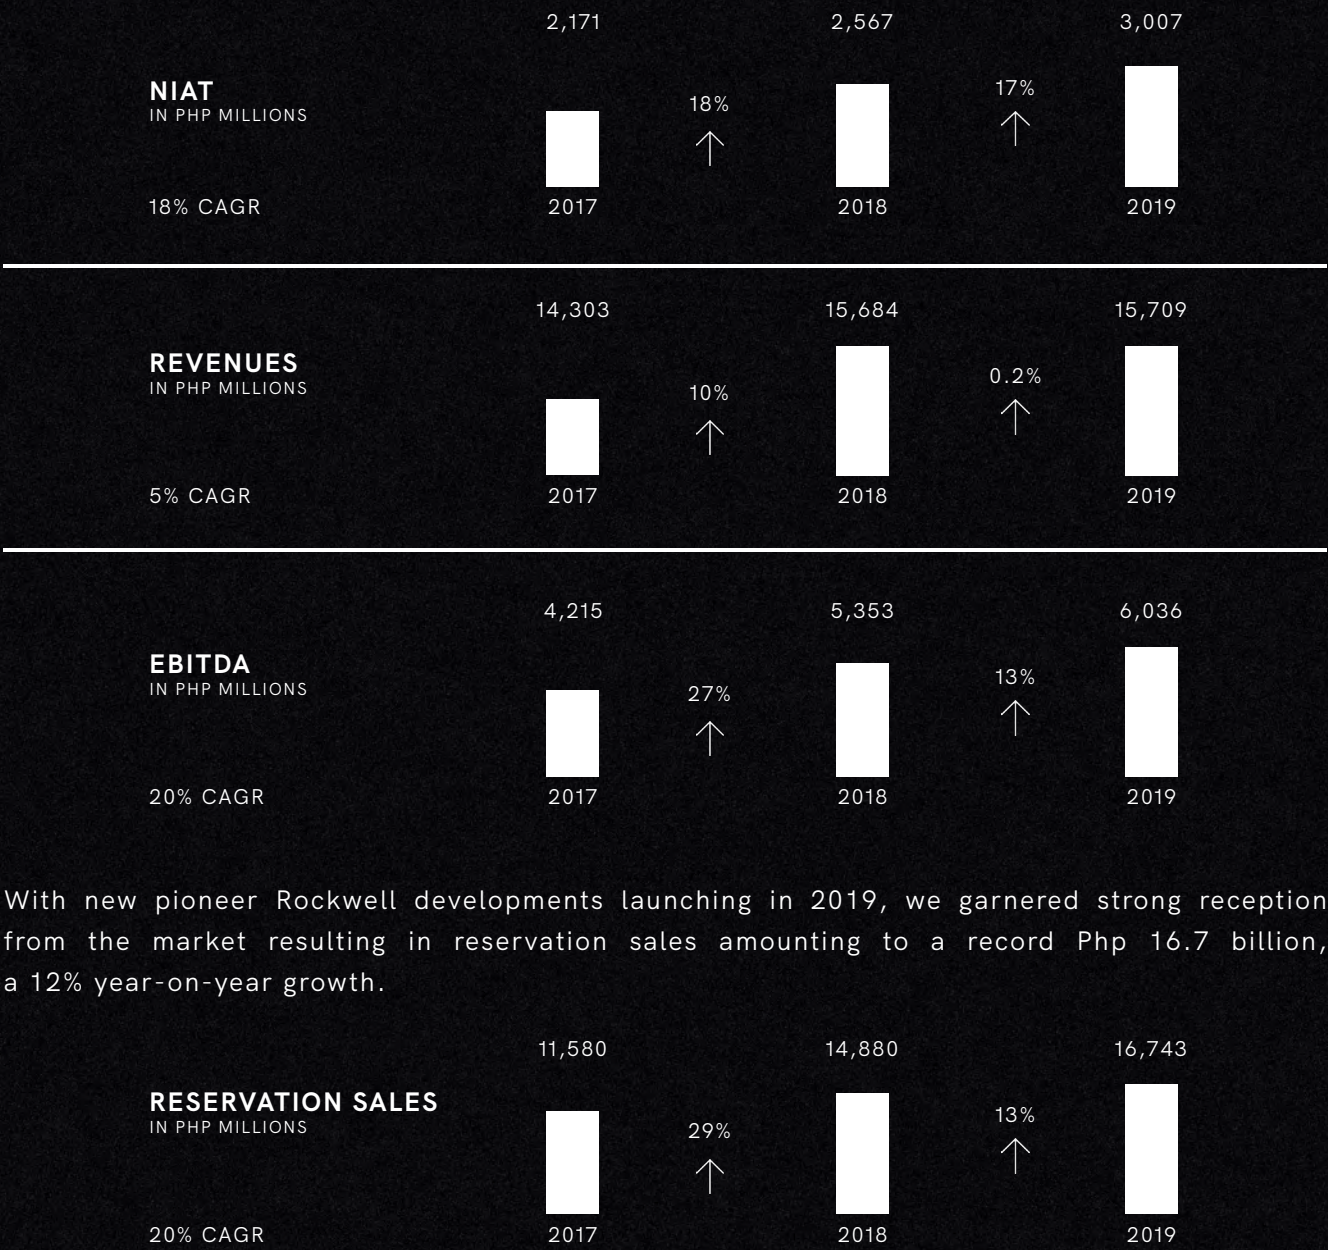 2,171 2,567 3,007
NIAT
IN PHP MILLIONS
18% 17%
18% CAGR 2017 2018 2019
14,303 15,684 15,709
REVENUES
IN PHP MILLIONS
10% 0.2%
5% CAGR 2017 2018 2019
4,215 5,353 6,036
EBITDA
IN PHP MILLIONS
27% 13%
20% CAGR 2017 2018 2019
With new pioneer Rockwell developments launching in 2019, we garnered strong reception
from the market resulting in reservation sales amounting to a record Php 16.7 billion,
a 12% year-on-year growth.
11,580 14,880 16,743
RESERVATION SALES
IN PHP MILLIONS
29% 13%
20% CAGR 2017 2018 2019